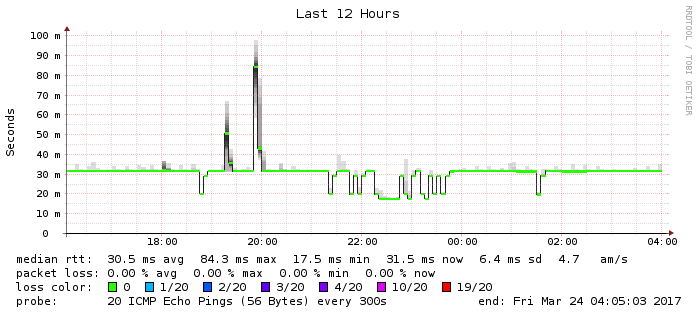 Last 12 Hours
RRDTOOL / TOBI OETIKER
Seconds
100 m
90 m
80 m
70 m
60 m
50 m
40 m
30 m
20 m
10 m
0
18:00 20:00 22:00 00:00 02:00 04:00
median rtt: 30.5 ms avg 84.3 ms max 17.5 ms min 31.5 ms now 6.4 ms sd 4.7 am/s
packet loss: 0.00 % avg 0.00 % max 0.00 % min 0.00 % now
loss color: 0 1/20 2/20 3/20 4/20 10/20 19/20
probe: 20 ICMP Echo Pings (56 Bytes) every 300s end: Fri Mar 24 04:05:03 2017